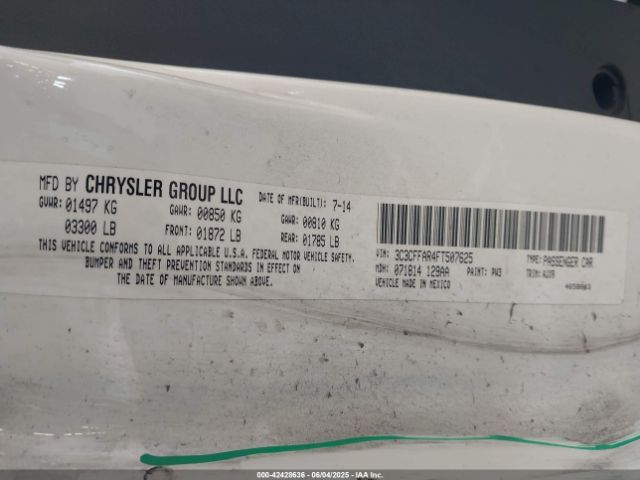 MFD BY CHRYSLER GROUP LLC DATE OF MFR(BUILT): 7-14
GVWR: 01497 KG GAWR: 00850 KG GAWR: 00810 KG
03300 LB FRONT: 01872 LB REAR: 01785 LB
THIS VEHICLE CONFORMS TO ALL APPLICABLE U.S.A. FEDERAL MOTOR VEHICLE SAFETY,
BUMPER AND THEFT PREVENTION STANDARDS IN EFFECT ON
THE DATE OF MANUFACTURE SHOWN ABOVE.
VIN: 3C3CFFAR4FT507625 TYPE: PASSENGER CAR
MDH: 071814 129AA PAINT: PW3 TRIM:
VEHICLE MADE IN MEXICO
000-42428636 - 06/04/2025 - IAAI Inc.